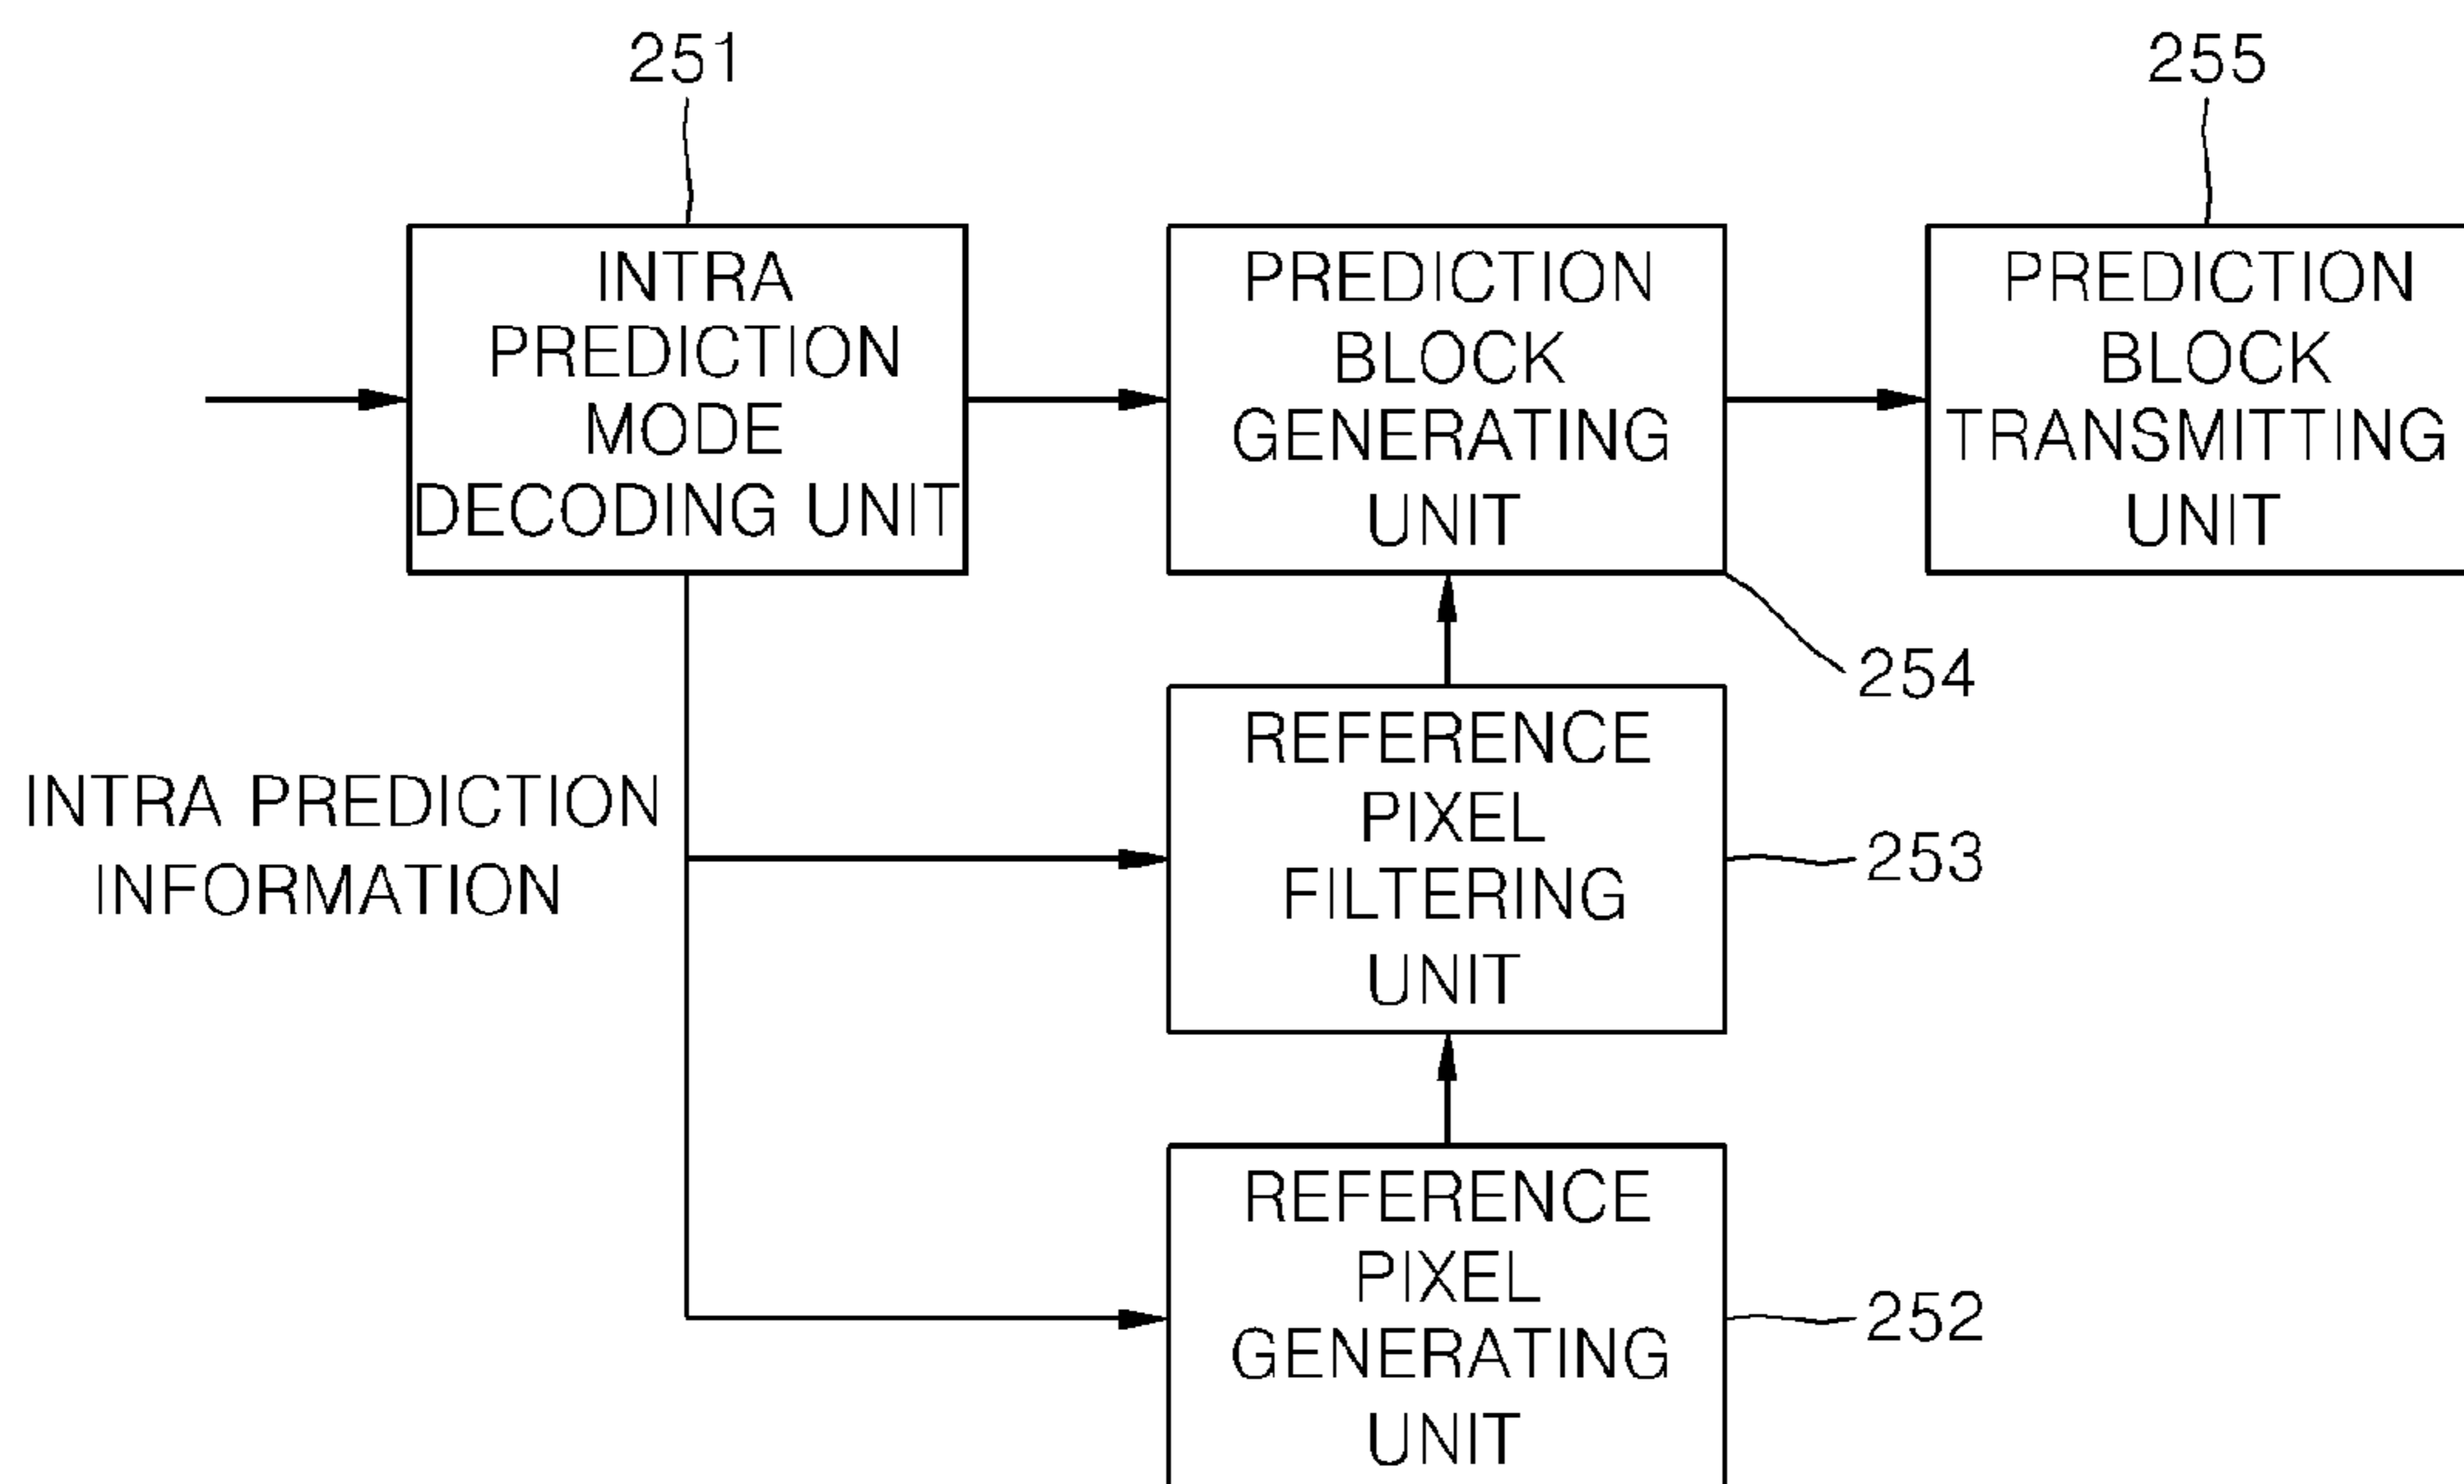 251
255
INTRA
PREDICTION
MODE
DECODING UNIT
PREDICTION
BLOCK
GENERATING
UNIT
PREDICTION
BLOCK
TRANSMITTING
UNIT
254
INTRA PREDICTION
INFORMATION
REFERENCE
PIXEL
FILTERING
UNIT
253
REFERENCE
PIXEL
GENERATING
UNIT
252